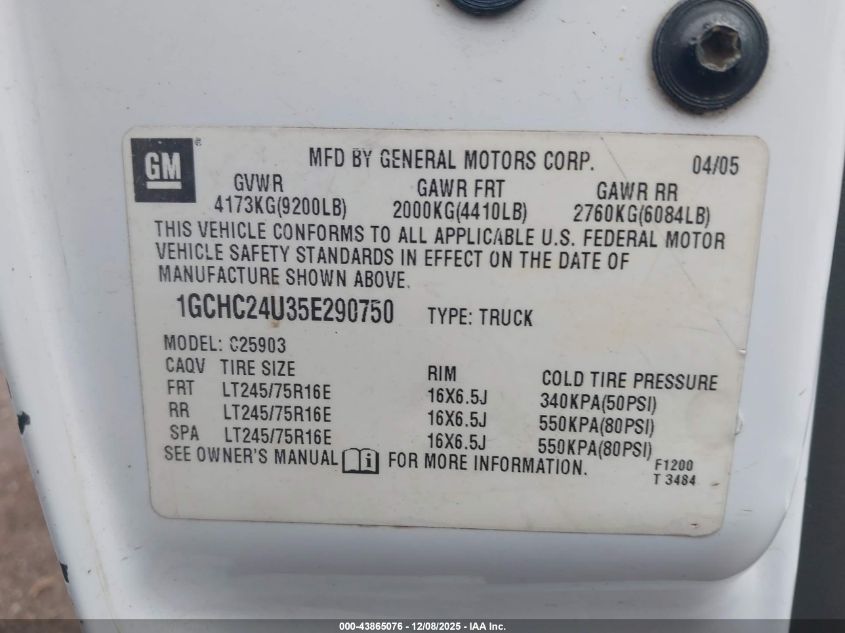 GM ®
MFD BY GENERAL MOTORS CORP. 04/05
GVWR GAWR FRT GAWR RR
4173KG(9200LB) 2000KG(4410LB) 2760KG(6084LB)
THIS VEHICLE CONFORMS TO ALL APPLICABLE U.S. FEDERAL MOTOR
VEHICLE SAFETY STANDARDS IN EFFECT ON THE DATE OF
MANUFACTURE SHOWN ABOVE.
1GCHC24U35E290750 TYPE: TRUCK
MODEL: C25903
CAQV TIRE SIZE RIM COLD TIRE PRESSURE
FRT LT245/75R16E 16X6.5J 340KPA(50PSI)
RR LT245/75R16E 16X6.5J 550KPA(80PSI)
SPA LT245/75R16E 16X6.5J 550KPA(80PSI)
SEE OWNER'S MANUAL i FOR MORE INFORMATION. F1200
T 3484
000-43865076 - 12/08/2025 - IAA Inc.